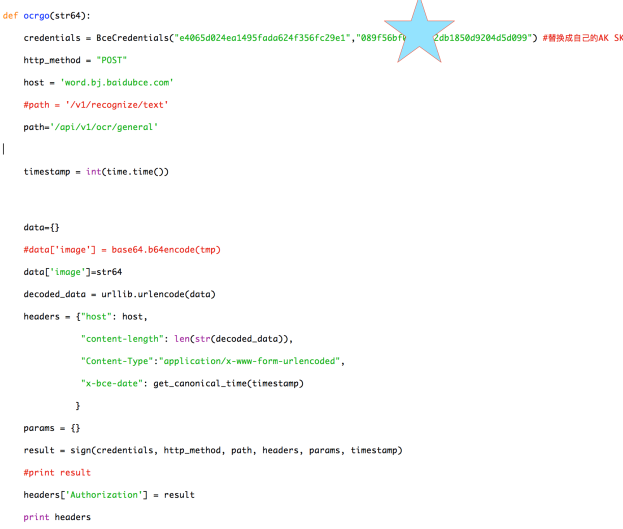 def ocrgo(str64):
credentials = BceCredentials("e4065d024ea1495fada624f356fc29e1","089f56bf 2db1850d9204d5d099") #替换成自己的AK SK
http_method = "POST"
host = 'word.bj.baidubce.com'
#path = '/v1/recognize/text'
path='/api/v1/ocr/general'
timestamp = int(time.time())
data={}
#data['image'] = base64.b64encode(tmp)
data['image']=str64
decoded_data = urllib.urlencode(data)
headers = {"host": host,
"content-length": len(str(decoded_data)),
"Content-Type":"application/x-www-form-urlencoded",
"x-bce-date": get_canonical_time(timestamp)
}
params = {}
result = sign(credentials, http_method, path, headers, params, timestamp)
#print result
headers['Authorization'] = result
print headers